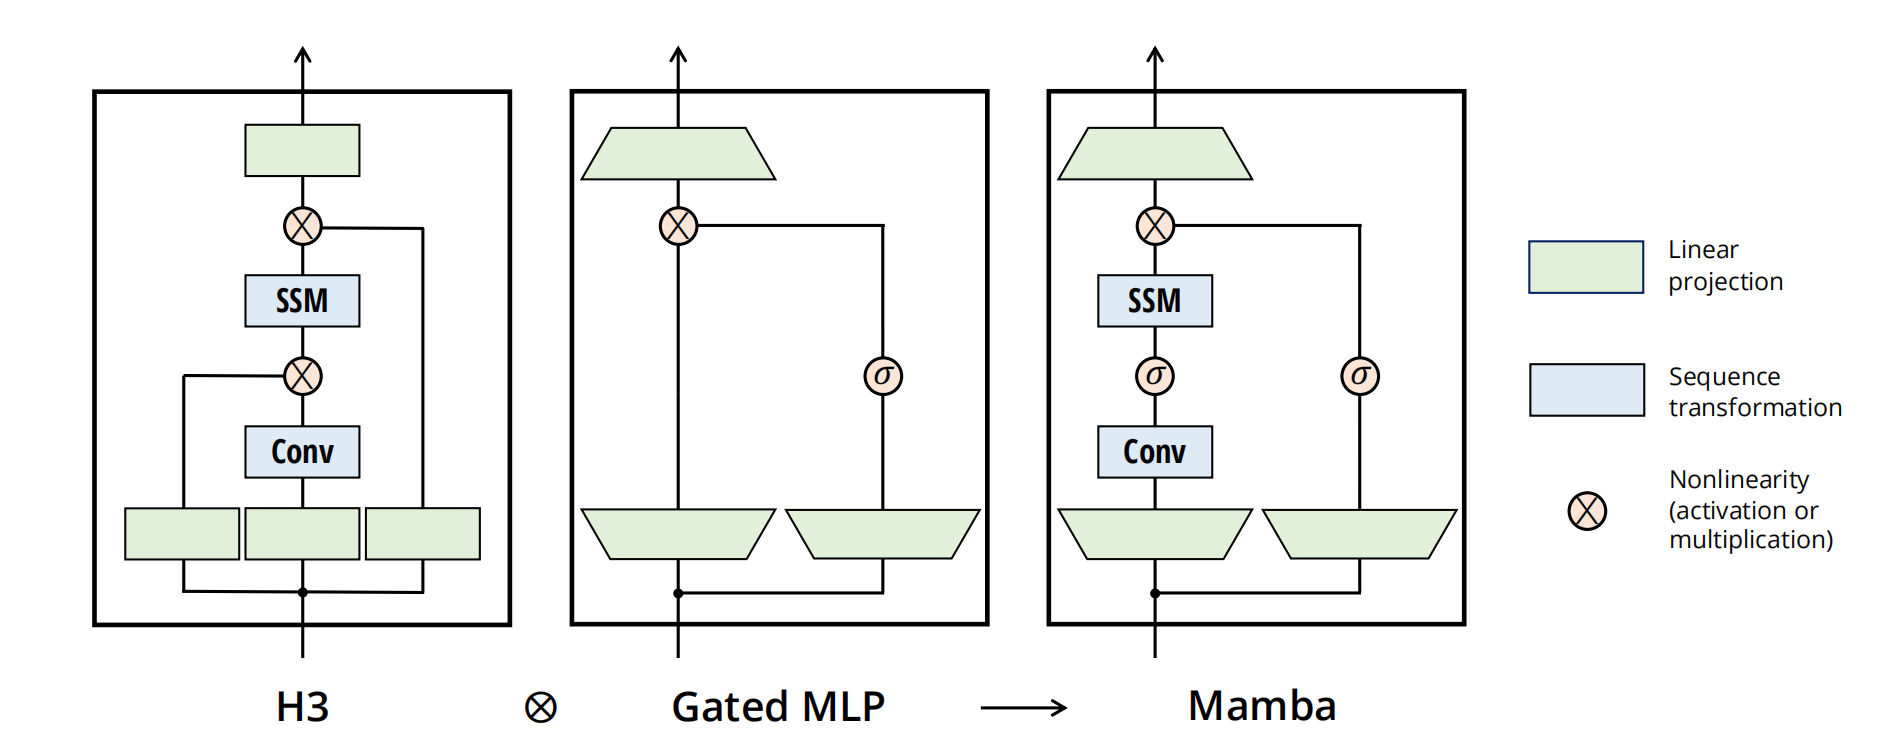 SSM
Conv
σ
SSM
σ
σ
Conv
Linear
projection
Sequence
transformation
Nonlinearity
(activation or
multiplication)
H3 ⊗ Gated MLP → Mamba